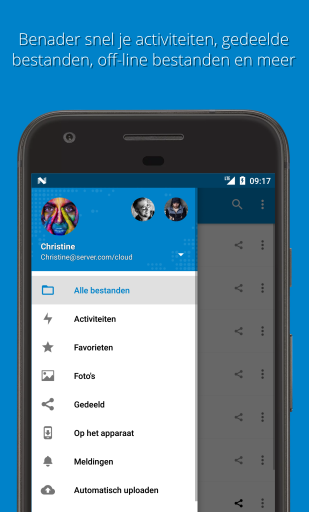 Benader snel je activiteiten, gedeelde
bestanden, off-line bestanden en meer
09:17
Christine
Christine@server.com/cloud
Alle bestanden
Activiteiten
Favorieten
Foto's
Gedeeld
Op het apparaat
Meldingen
Automatisch uploaden